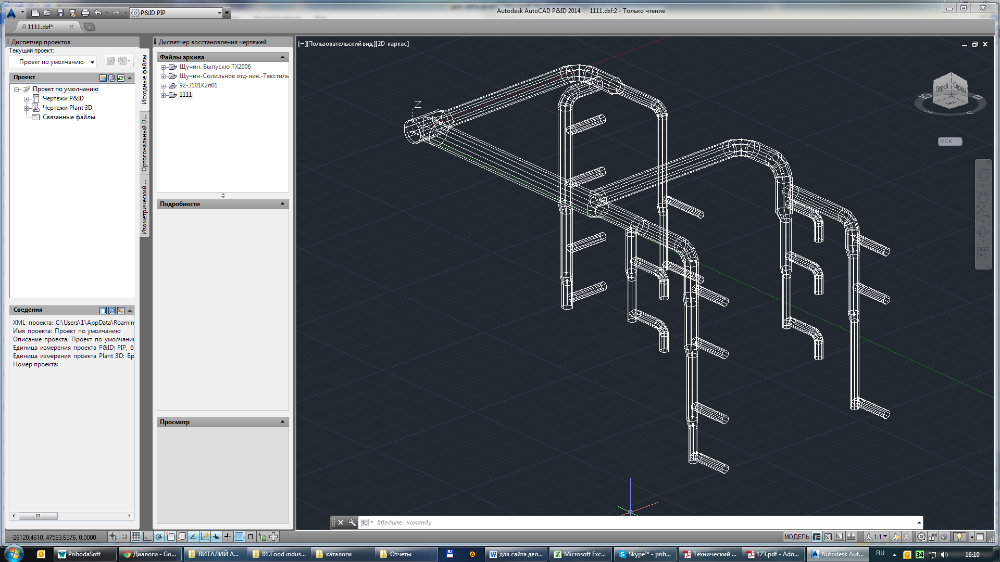 P&ID PIP
Autodesk AutoCAD P&ID 2014 1111.dxf:2 - Только чтение
1111.dxf*
Диспетчер проектов
Текущий проект:
Проект по умолчанию
Проект
Проект по умолчанию
Чертежи P&ID
Чертежи Plant 3D
Связанные файлы
Исходные файлы
Ортогональный D...
Изометрический ...
Сведения
XML проекта: C:\Users\1\AppData\Roamin
Имя проекта: Проект по умолчанию
Описание проекта: Проект по умолчани
Единица измерения проекта P&ID: PIP, б
Единица измерения проекта Plant 3D: Бр
Номер проекта:
Диспетчер восстановления чертежей
Файлы архива
Щучин. Выпускю ТХ2006
Щучин-Солильное отд-ние.-Текстиль
92-3101К2п01
1111
Подробности
Просмотр
[−][Пользовательский вид][2D-каркас]
Z
Перед
Справа
Ю
В
МСК
Введите команду
-26120.4610, 47583.6376, 0.0000
МОДЕЛЬ
1:1
PrihodaSoft
Диалоги - Go...
ВИТАЛИЙ А...
01.Food indus...
каталоги
Отчеты
для сайта дел...
Microsoft Exc...
Skype™ - prih...
Технический ...
123.pdf - Ado...
Autodesk Aut...
RU
34
16:10